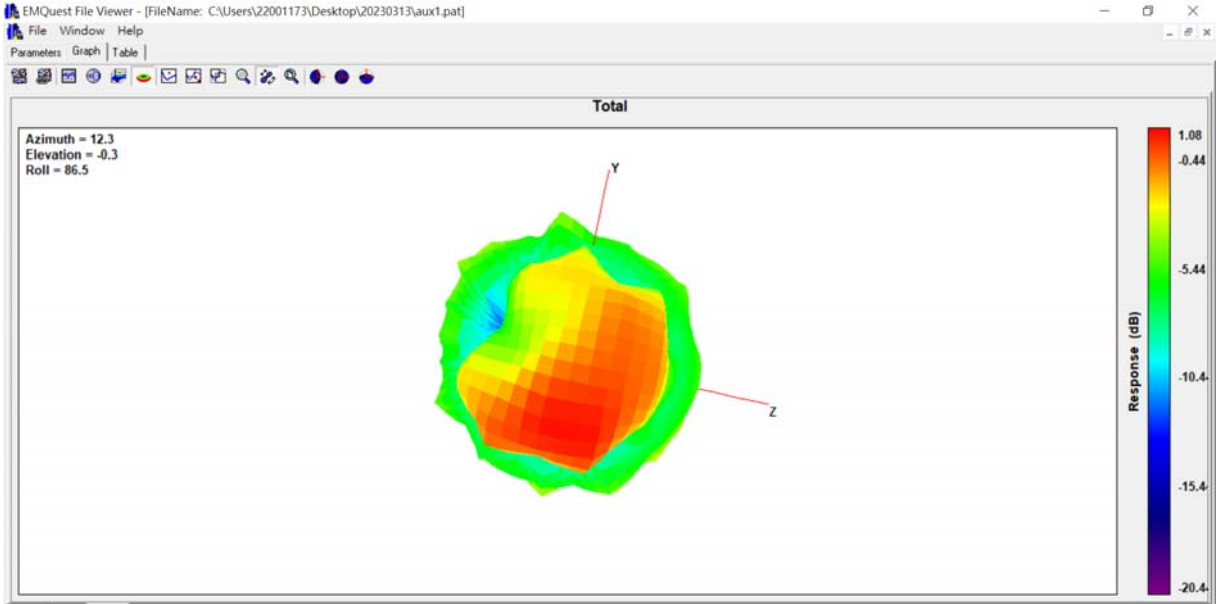 EMQuest File Viewer - [FileName: C:\Users\22001173\Desktop\20230313\aux1.pat]
File Window Help
Parameters Graph Table
Total
Azimuth = 12.3
Elevation = -0.3
Roll = 86.5
Y
Z
1.08
-0.44
-5.44
-10.4
-15.4
-20.4
Response (dB)